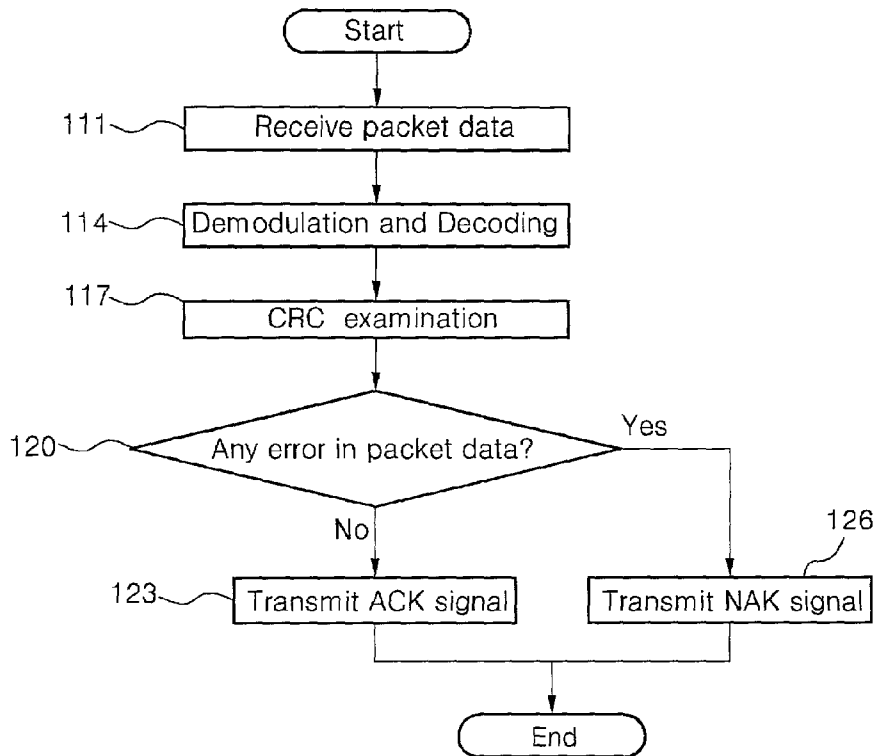 Start
111
Receive packet data
114
Demodulation and Decoding
117
CRC examination
120
Any error in packet data?
Yes
No
126
123
Transmit ACK signal
Transmit NAK signal
End